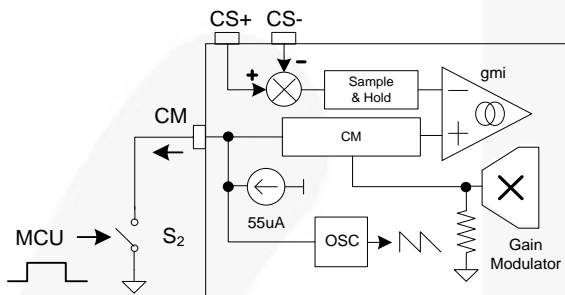 CS+ CS-
+ -
Sample
& Hold
gmi
CM
CM
55uA
MCU
S2
OSC
Gain
Modulator